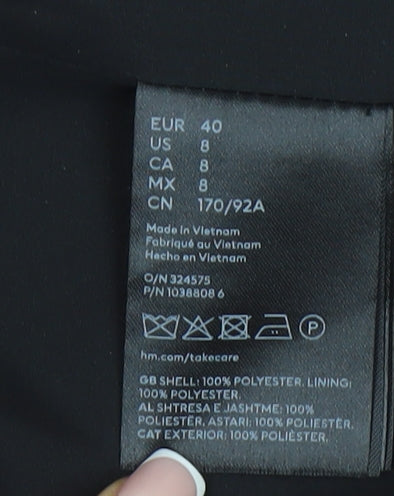 EUR 40
US 8
CA 8
MX 8
CN 170/92A
Made in Vietnam
Fabriqué au Vietnam
Hecho en Vietnam
O/N 324575
P/N 1038808 6
P
hm.com/takecare
GB SHELL: 100% POLYESTER. LINING:
100% POLYESTER.
AL SHTRESA E JASHTME: 100%
POLIESTËR. ASTARI: 100% POLIESTËR.
CAT EXTERIOR: 100% POLIÈSTER.